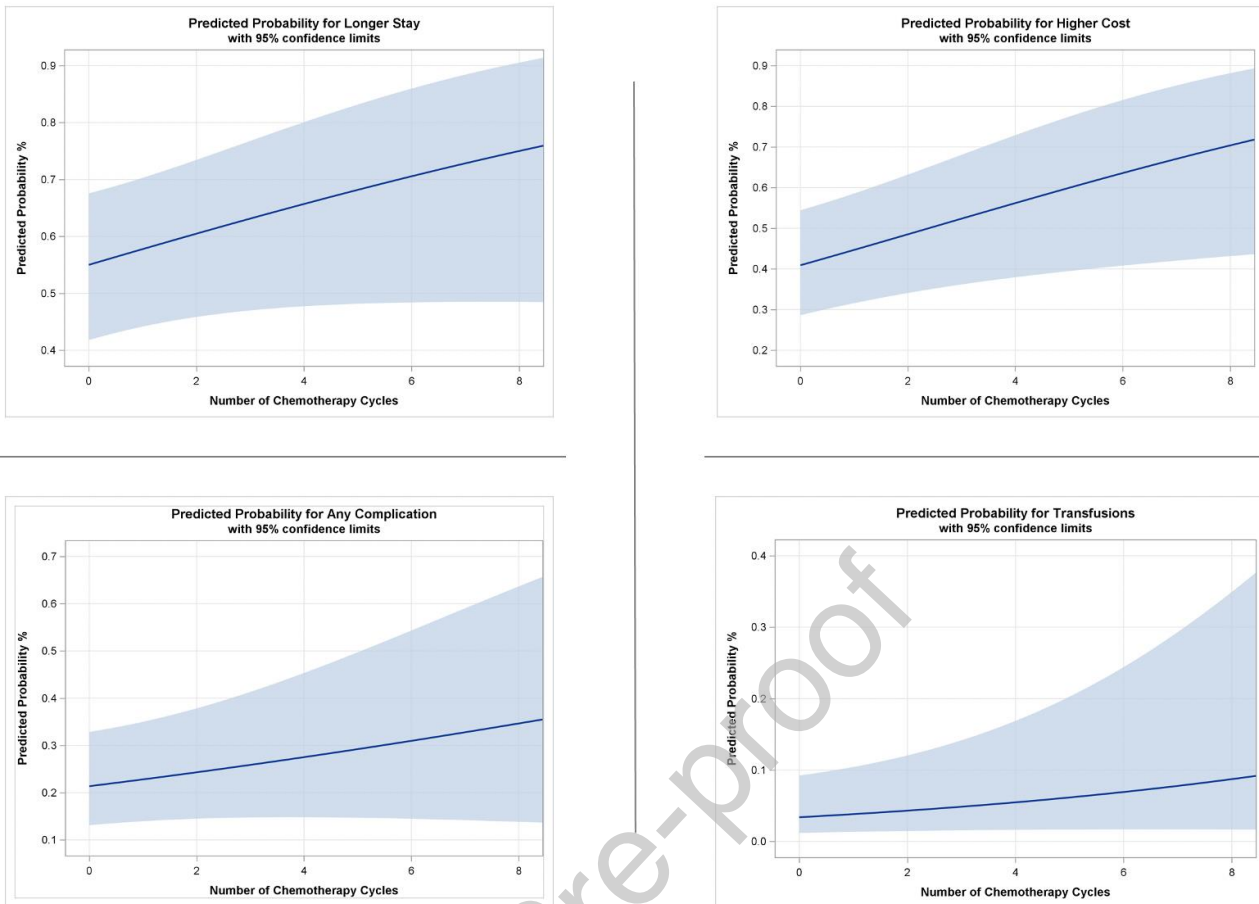 Predicted Probability for Longer Stay
with 95% confidence limits
0.9
0.8
0.7
0.6
0.5
0.4
Predicted Probability %
0 2 4 6 8
Number of Chemotherapy Cycles
Predicted Probability for Higher Cost
with 95% confidence limits
0.9
0.8
0.7
0.6
0.5
0.4
0.3
0.2
Predicted Probability %
0 2 4 6 8
Number of Chemotherapy Cycles
Predicted Probability for Any Complication
with 95% confidence limits
0.7
0.6
0.5
0.4
0.3
0.2
0.1
Predicted Probability %
0 2 4 6 8
Number of Chemotherapy Cycles
Predicted Probability for Transfusions
with 95% confidence limits
0.4
0.3
0.2
0.1
0.0
Predicted Probability %
0 2 4 6 8
Number of Chemotherapy Cycles
re-proof